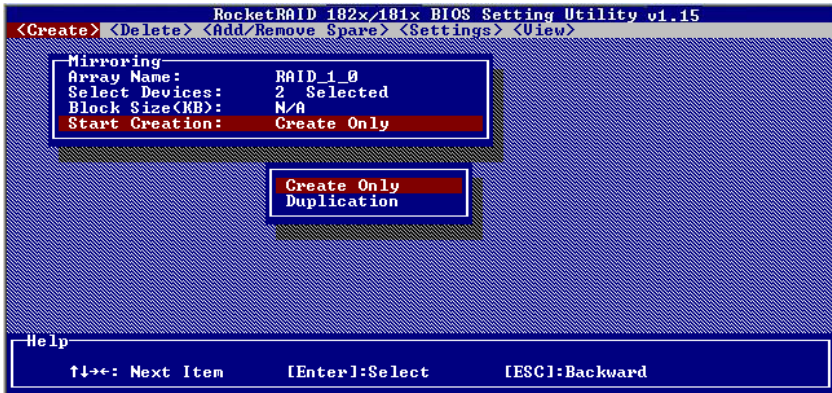 RocketRAID 182x/181x BIOS Setting Utility v1.15
<Create> <Delete> <Add/Remove Spare> <Settings> <View>
Mirroring
Array Name: RAID_1_0
Select Devices: 2 Selected
Block Size(KB): N/A
Start Creation: Create Only
Create Only
Duplication
Help
↑↓→←: Next Item [Enter]:Select [ESC]:Backward